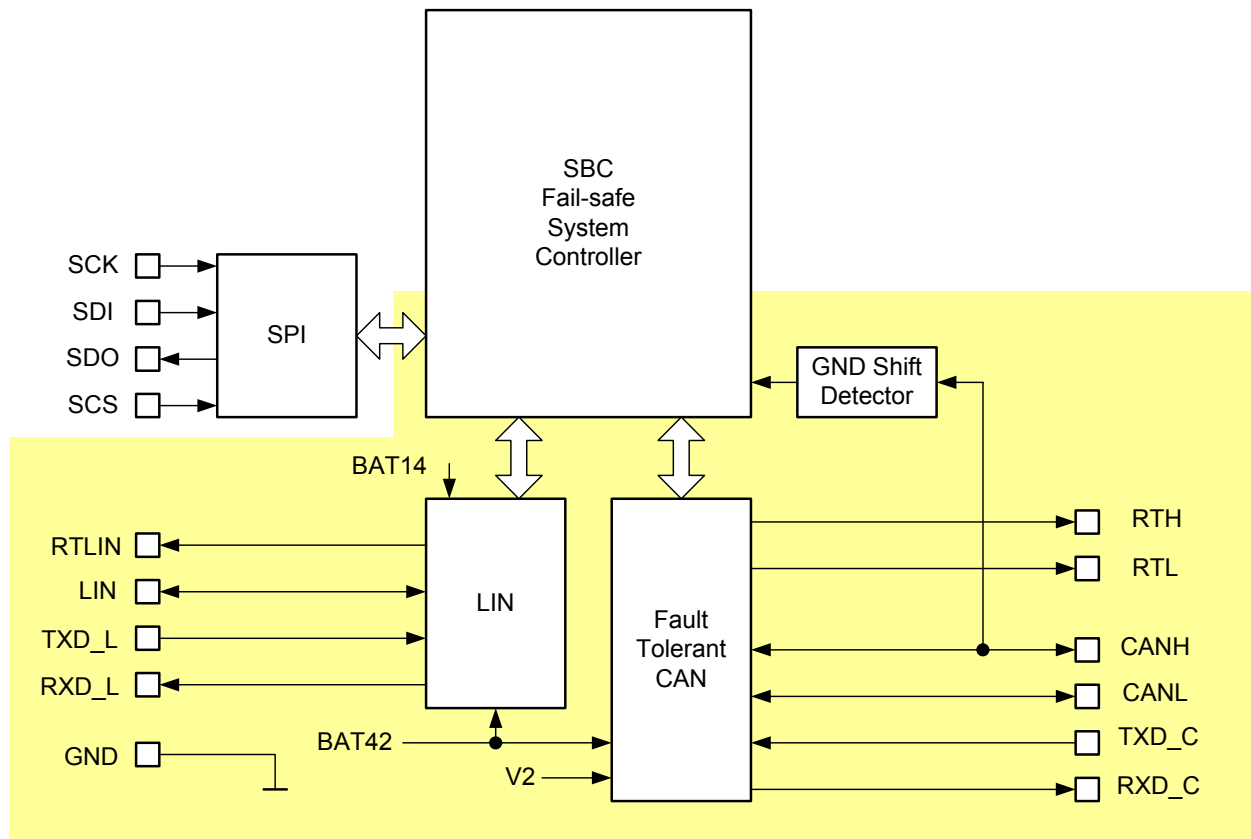 SBC
Fail-safe
System
Controller
SCK
SDI
SDO
SCS
SPI
GND Shift
Detector
BAT14
RTLIN
LIN
TXD_L
RXD_L
GND
LIN
BAT42
V2
Fault
Tolerant
CAN
RTH
RTL
CANH
CANL
TXD_C
RXD_C